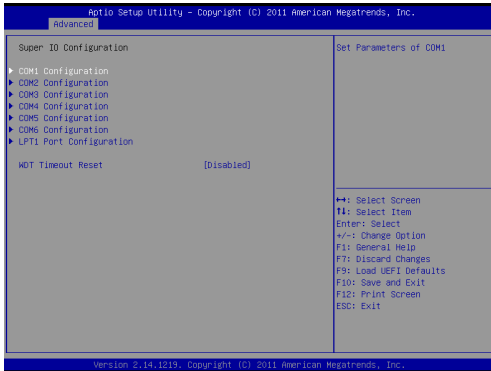 Aptio Setup Utility – Copyright (C) 2011 American Megatrends, Inc.
Advanced
Super IO Configuration
Set Parameters of COM1
COM1 Configuration
COM2 Configuration
COM3 Configuration
COM4 Configuration
COM5 Configuration
COM6 Configuration
LPT1 Port Configuration
WDT Timeout Reset [Disabled]
↔: Select Screen
↑↓: Select Item
Enter: Select
+/-: Change Option
F1: General Help
F7: Discard Changes
F9: Load UEFI Defaults
F10: Save and Exit
F12: Print Screen
ESC: Exit
Version 2.14.1219. Copyright (C) 2011 American Megatrends, Inc.